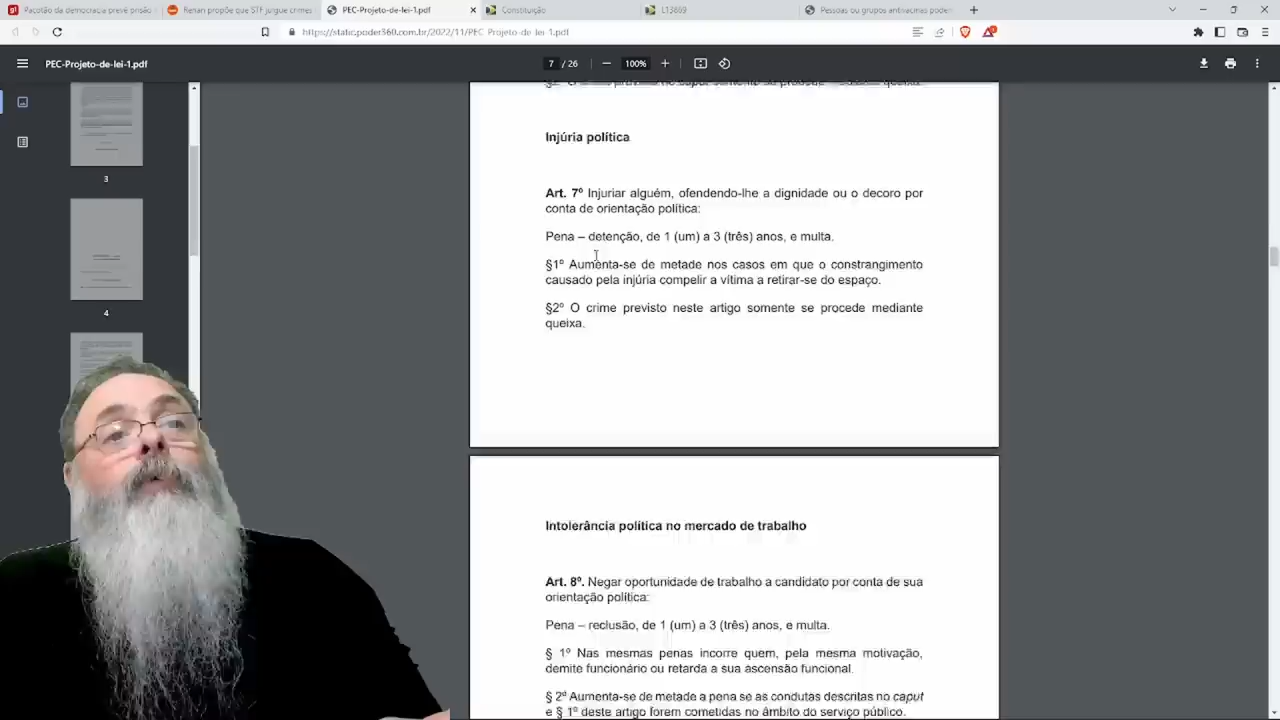 Pacotão da democracia prevê prisão
Renan propõe que STF jurgue crimes
PEC-Projeto-de-lei-1.pdf
Constituição
L13869
Pessoas ou grupos antivacinas podem
https://static.poder360.com.br/2022/11/PEC-Projeto-de-lei-1.pdf
PEC-Projeto-de-lei-1.pdf
7 / 26
100%
3
4
Injúria política
Art. 7º Injuriar alguém, ofendendo-lhe a dignidade ou o decoro por
conta de orientação política:
Pena – detenção, de 1 (um) a 3 (três) anos, e multa.
§1º Aumenta-se de metade nos casos em que o constrangimento
causado pela injúria compelir a vítima a retirar-se do espaço.
§2º O crime previsto neste artigo somente se procede mediante
queixa.
Intolerância política no mercado de trabalho
Art. 8º. Negar oportunidade de trabalho a candidato por conta de sua
orientação política:
Pena – reclusão, de 1 (um) a 3 (três) anos, e multa.
§ 1º Nas mesmas penas incorre quem, pela mesma motivação,
demite funcionário ou retarda a sua ascensão funcional.
§ 2º Aumenta-se de metade a pena se as condutas descritas no caput
e § 1º deste artigo forem cometidas no âmbito do serviço público.